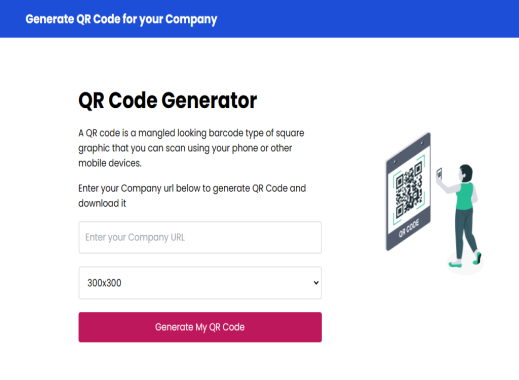 Generate QR Code for your Company
QR Code Generator
A QR code is a mangled looking barcode type of square
graphic that you can scan using your phone or other
mobile devices.
Enter your Company url below to generate QR Code and
download it
Enter your Company URL
300x300
Generate My QR Code
QR CODE